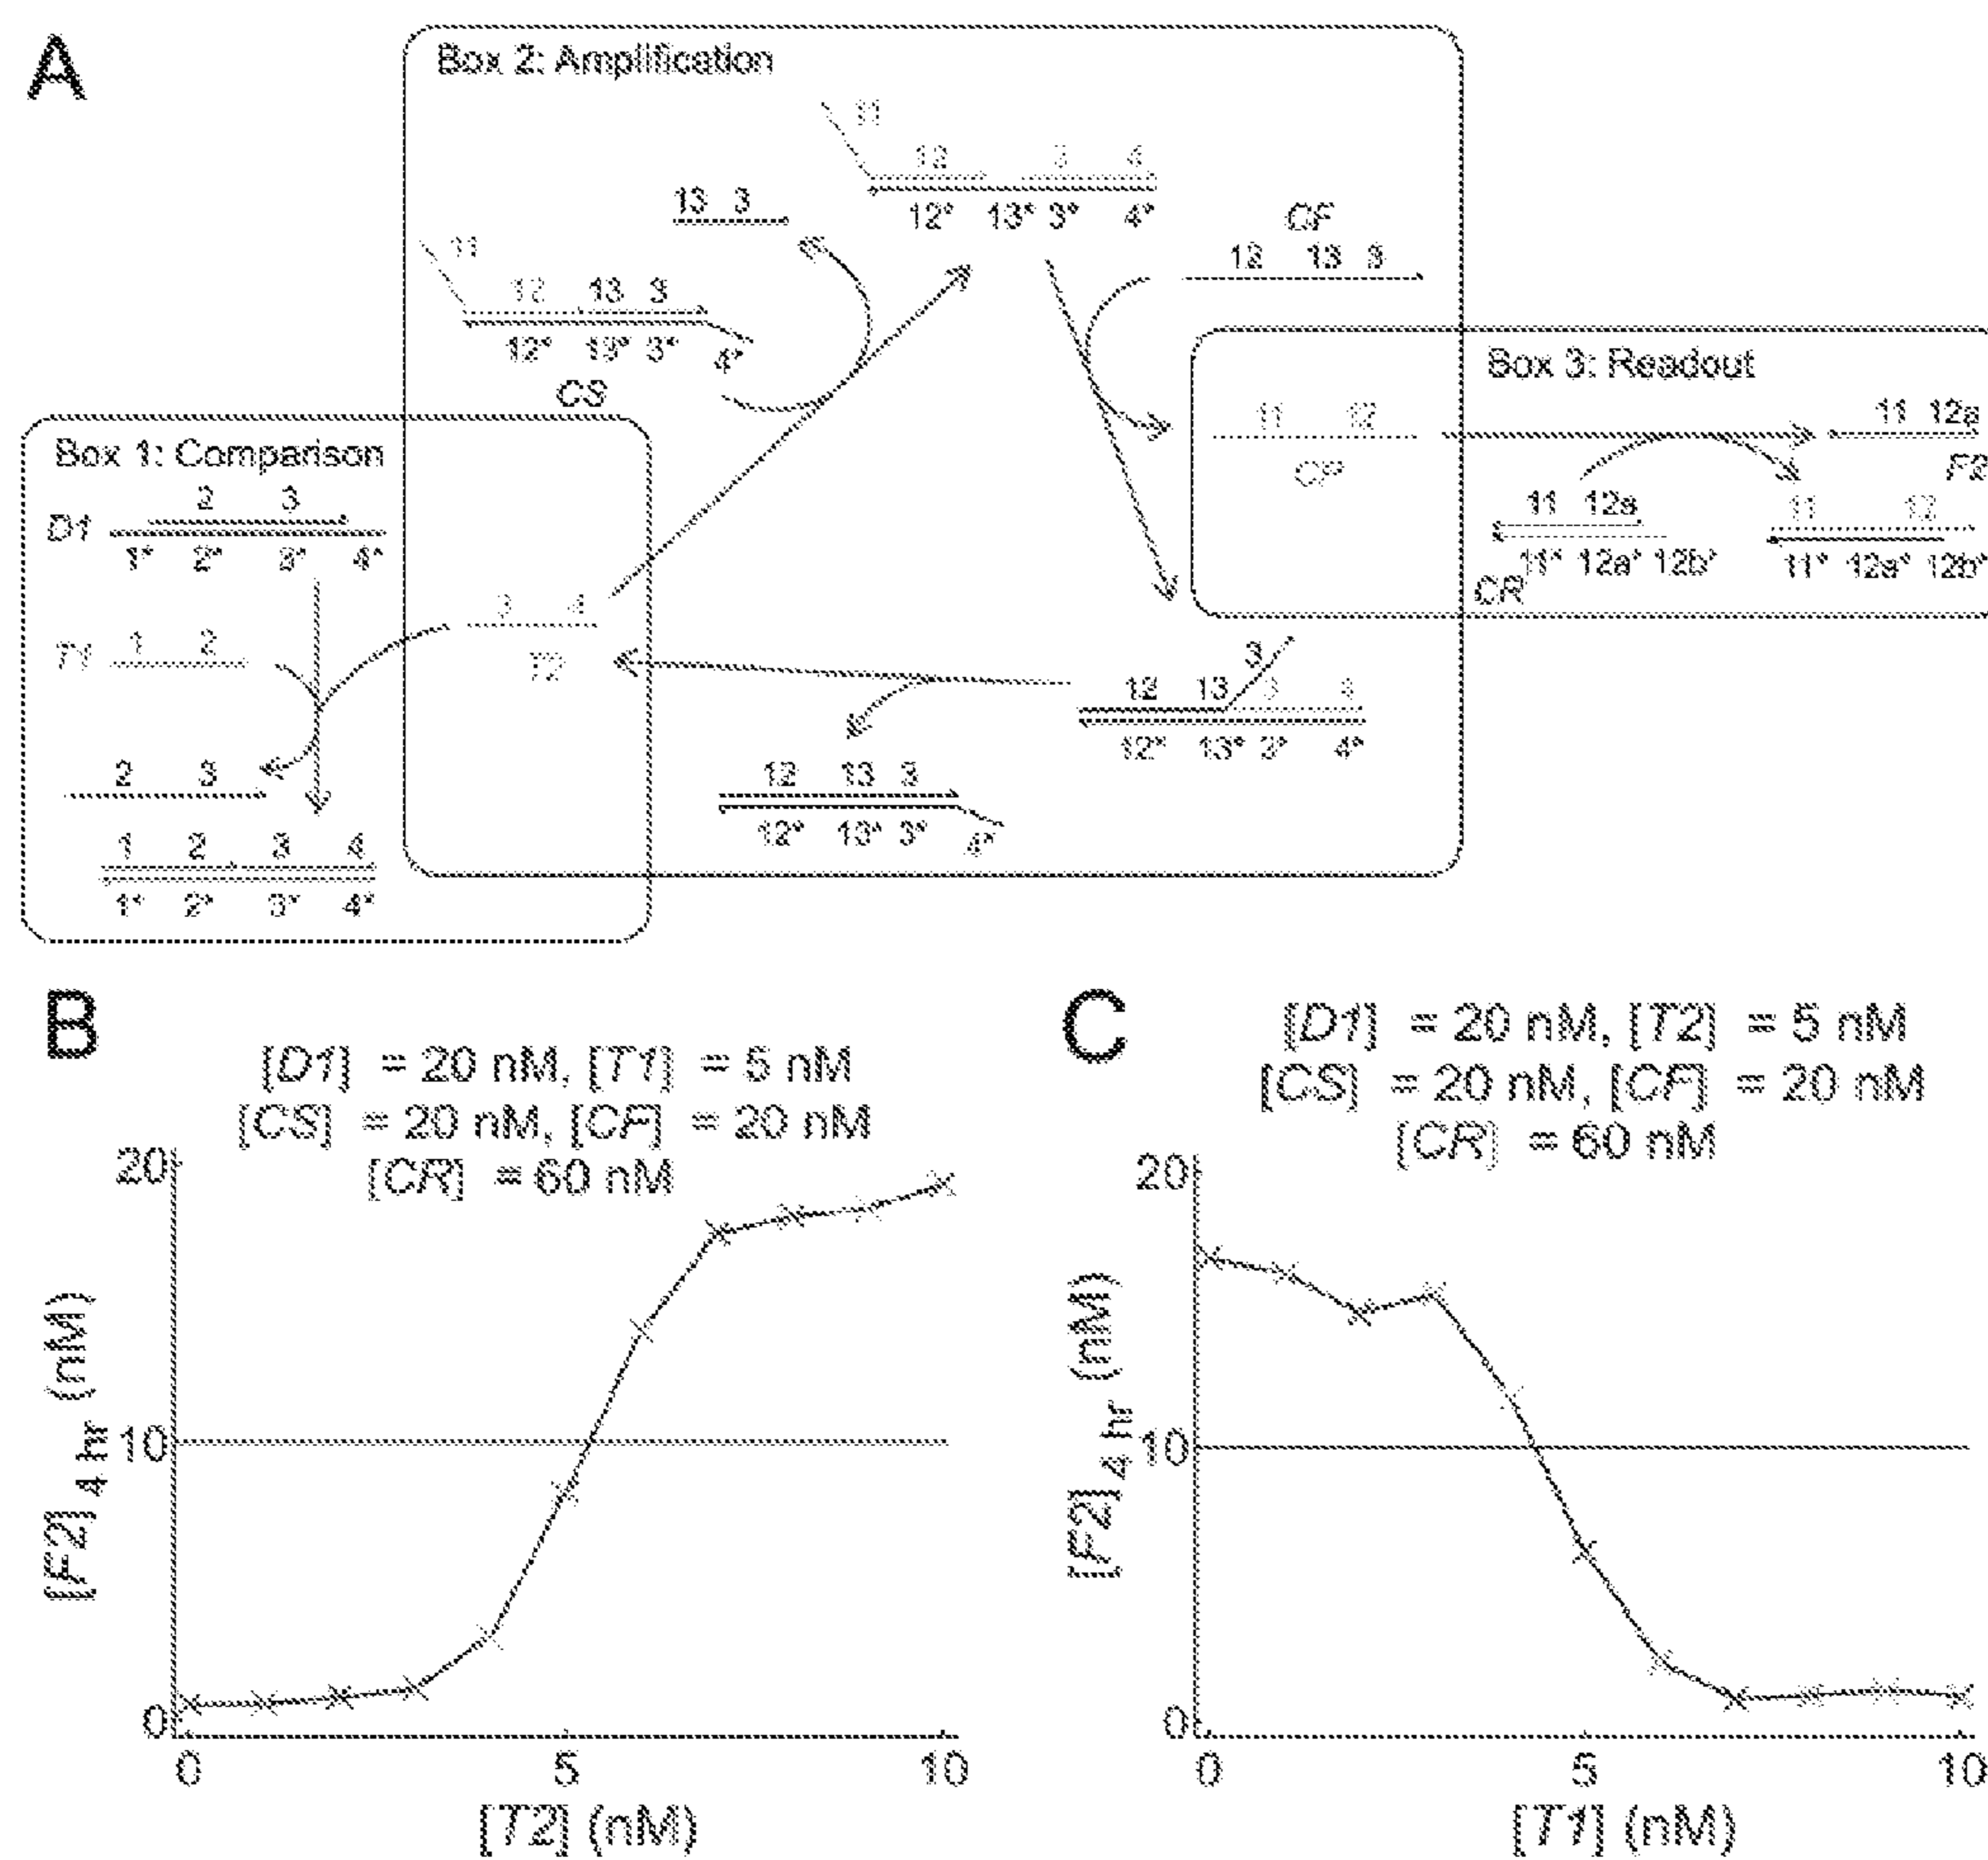 A
Box 2: Amplification
11
12 3 4
12* 13* 3* 4*
13 3
11
12 13 3
12* 13* 3* 4*
CS
CF
12 13 3
Box 3: Readout
11 12
CP
11 12a
F2
11 12a
11* 12a* 12b*
CR
11 12
11* 12a* 12b*
Box 1: Comparison
D1
2 3
1* 2* 3* 4*
T1
1 2
3 4
T2
2 3
1 2 3 4
1* 2* 3* 4*
3
12 13 3 4
12* 13* 4*
12 13 3
12* 13* 3* 4*
B
[D1] = 20 nM, [T1] = 5 nM
[CS] = 20 nM, [CF] = 20 nM
[CR] = 60 nM
20
10
0
[F2] 4 hr (nM)
0 5 10
[T2] (nM)
C
[D1] = 20 nM, [T2] = 5 nM
[CS] = 20 nM, [CF] = 20 nM
[CR] = 60 nM
20
10
0
[F2] 4 hr (nM)
0 5 10
[T1] (nM)